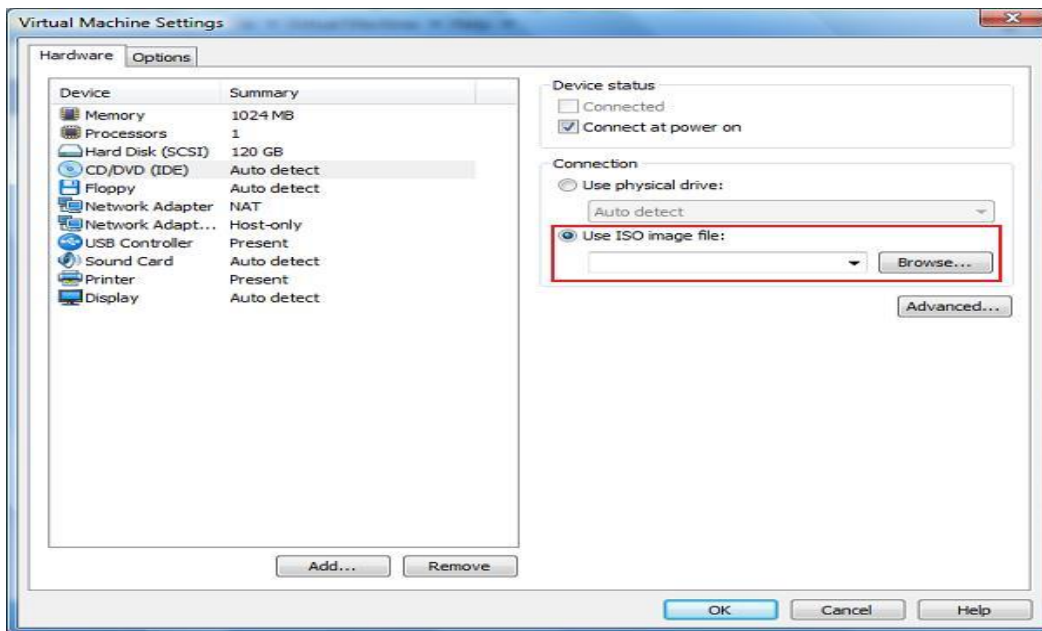 Virtual Machine Settings
Hardware Options
Device Summary
Memory 1024 MB
Processors 1
Hard Disk (SCSI) 120 GB
CD/DVD (IDE) Auto detect
Floppy Auto detect
Network Adapter NAT
Network Adapt... Host-only
USB Controller Present
Sound Card Auto detect
Printer Present
Display Auto detect
Add... Remove
Device status
Connected
Connect at power on
Connection
Use physical drive:
Auto detect
Use ISO image file:
Browse...
Advanced...
OK Cancel Help